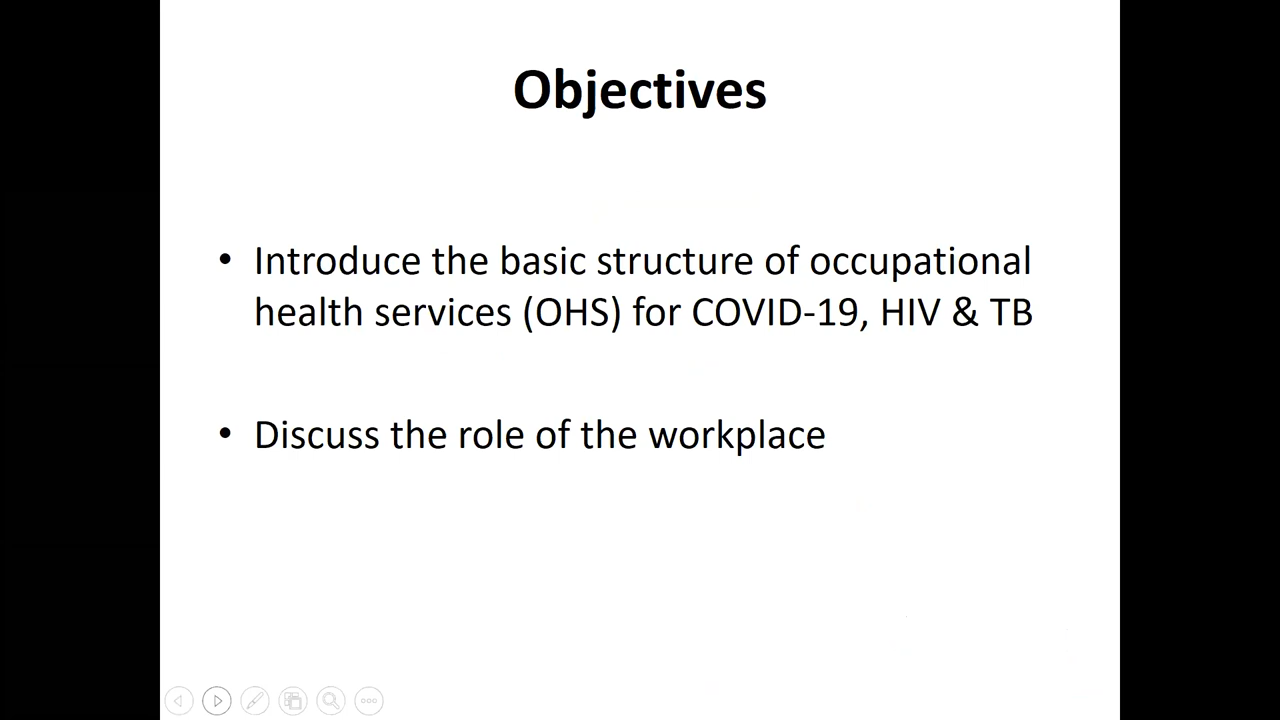 Objectives
• Introduce the basic structure of occupational
health services (OHS) for COVID-19, HIV & TB
• Discuss the role of the workplace